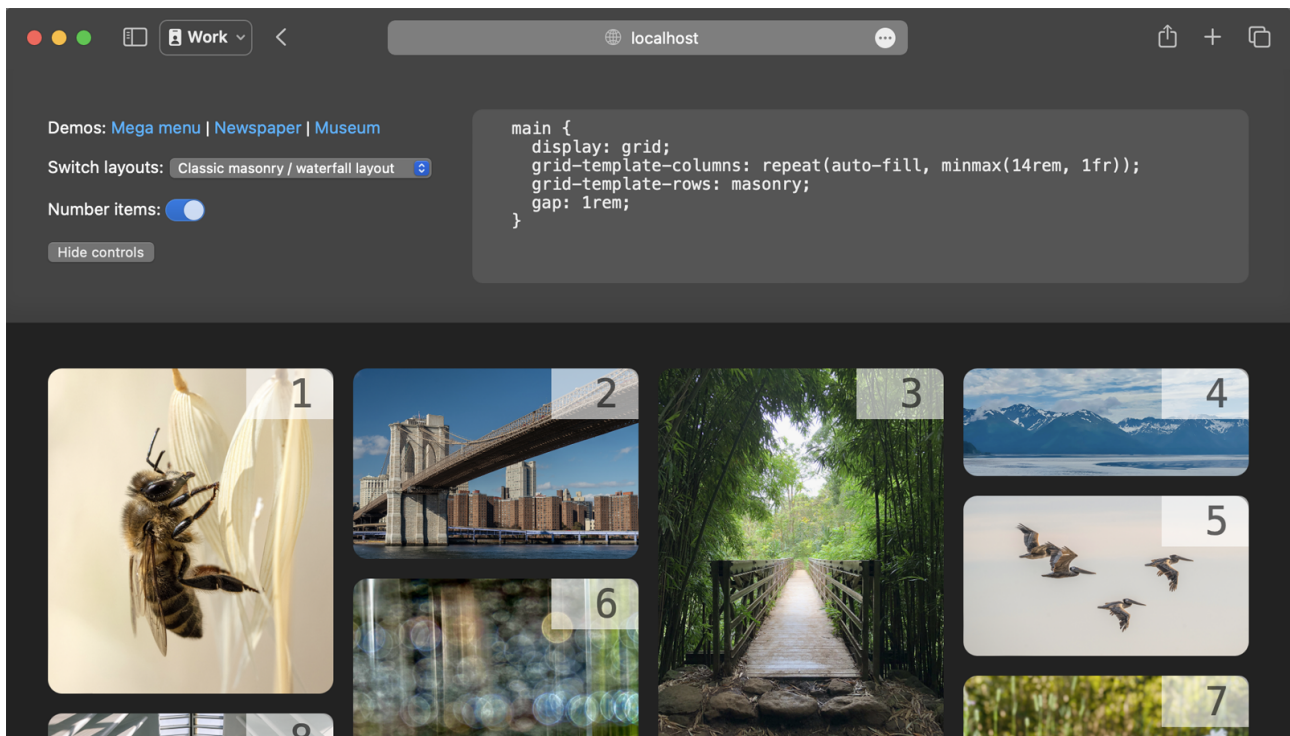 Work
localhost
Demos: Mega menu | Newspaper | Museum
Switch layouts: Classic masonry / waterfall layout
Number items:
Hide controls
main {
  display: grid;
  grid-template-columns: repeat(auto-fill, minmax(14rem, 1fr));
  grid-template-rows: masonry;
  gap: 1rem;
}
1
2
3
4
5
6
7
8